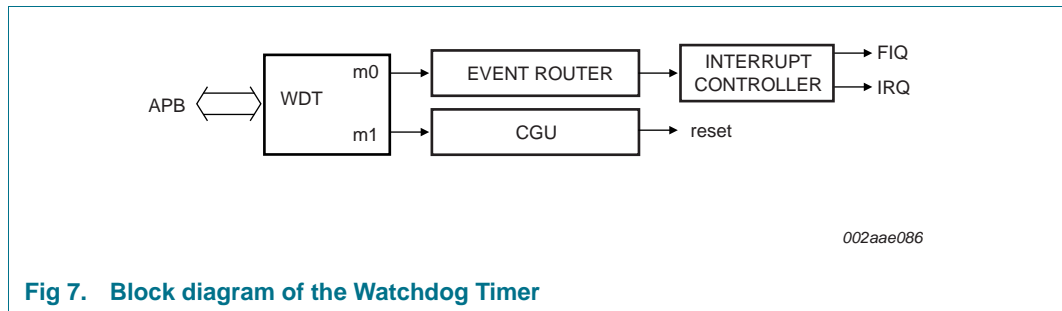 m0
EVENT ROUTER
INTERRUPT
CONTROLLER
FIQ
IRQ
APB
WDT
m1
CGU
reset
002aae086
Fig 7. Block diagram of the Watchdog Timer